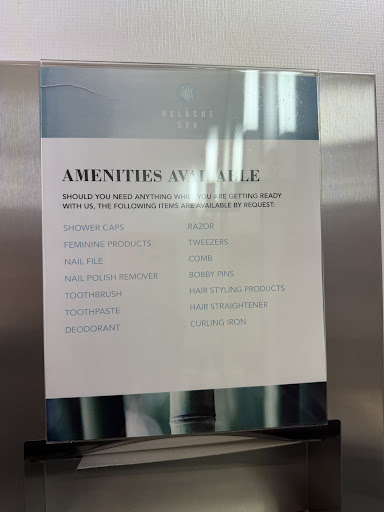 RELÂCHE
SPA
AMENITIES AVAILABLE
SHOULD YOU NEED ANYTHING WHILE YOU ARE GETTING READY
WITH US, THE FOLLOWING ITEMS ARE AVAILABLE BY REQUEST:
SHOWER CAPS
FEMININE PRODUCTS
NAIL FILE
NAIL POLISH REMOVER
TOOTHBRUSH
TOOTHPASTE
DEODORANT
RAZOR
TWEEZERS
COMB
BOBBY PINS
HAIR STYLING PRODUCTS
HAIR STRAIGHTENER
CURLING IRON